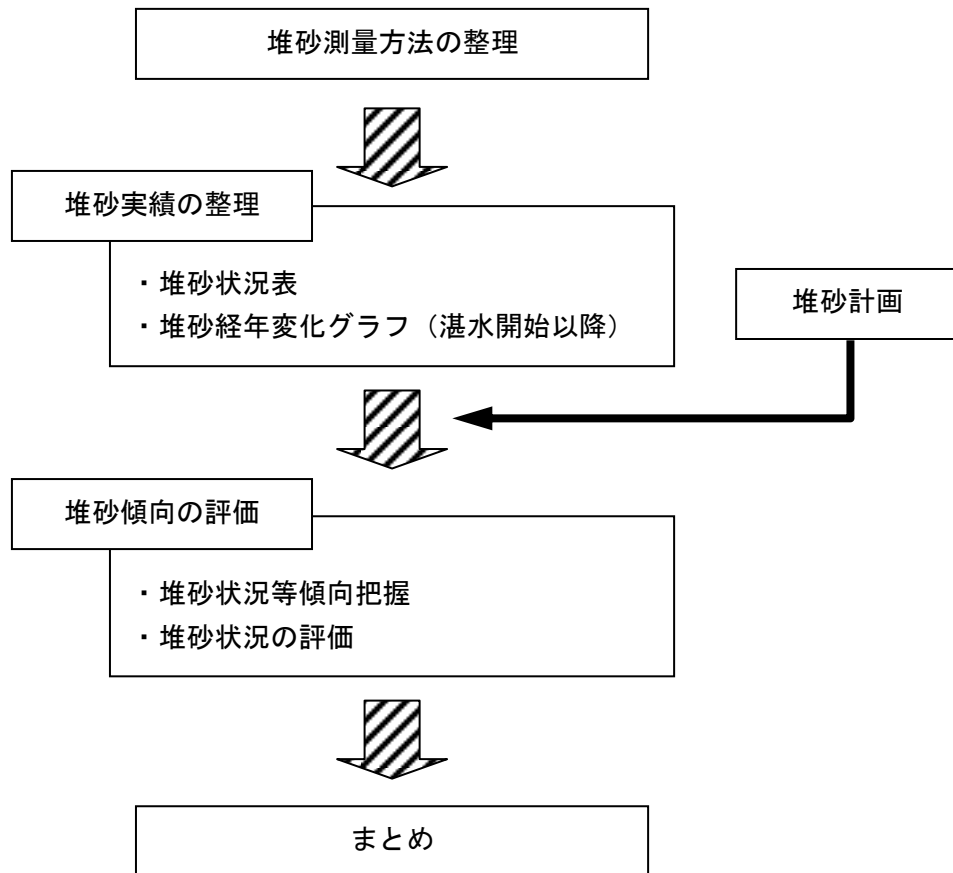 堆砂測量方法の整理
堆砂実績の整理
・堆砂状況表
・堆砂経年変化グラフ（湛水開始以降）
堆砂計画
堆砂傾向の評価
・堆砂状況等傾向把握
・堆砂状況の評価
まとめ